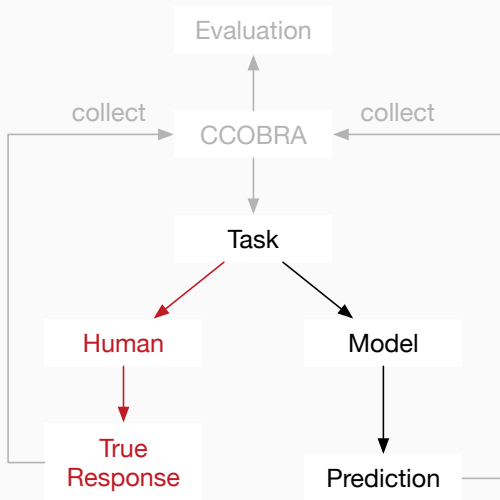 Evaluation
collect
collect
CCOBRA
Task
Human
Model
True
Response
Prediction